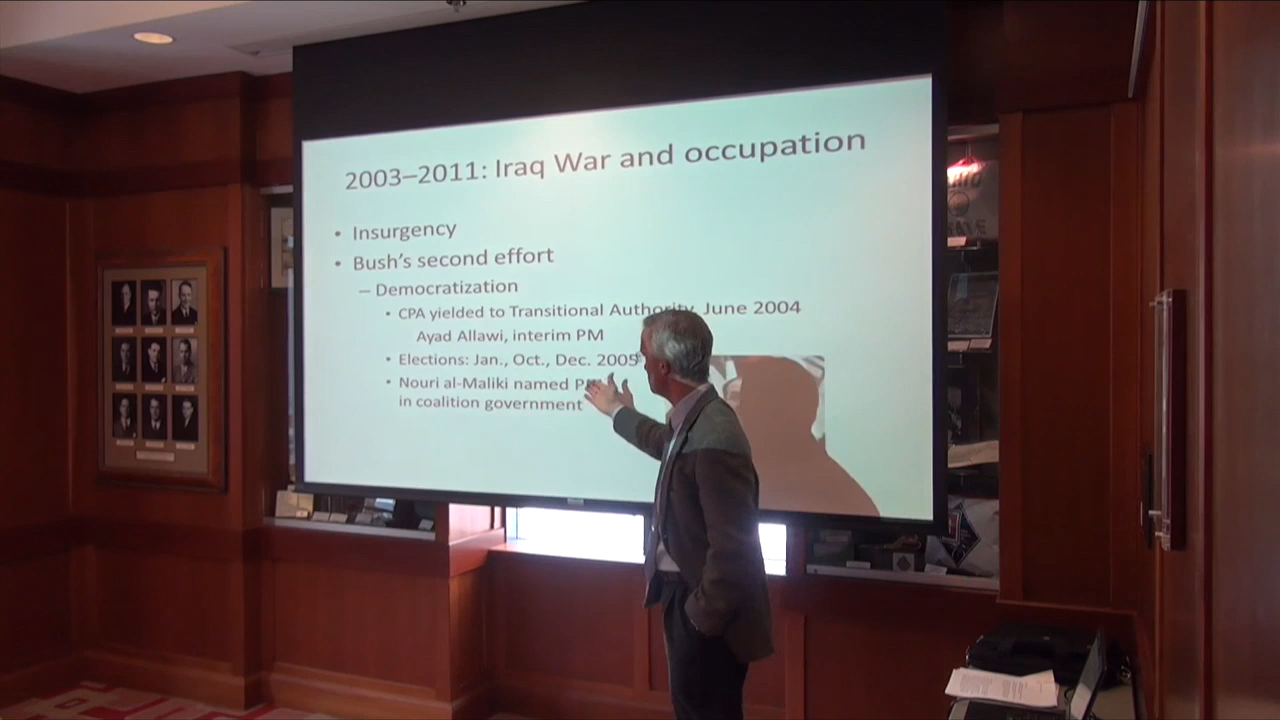 2003–2011: Iraq War and occupation
• Insurgency
• Bush's second effort
– Democratization
• CPA yielded to Transitional Authority, June 2004
Ayad Allawi, interim PM
• Elections: Jan., Oct., Dec. 2005
• Nouri al-Maliki named
in coalition government